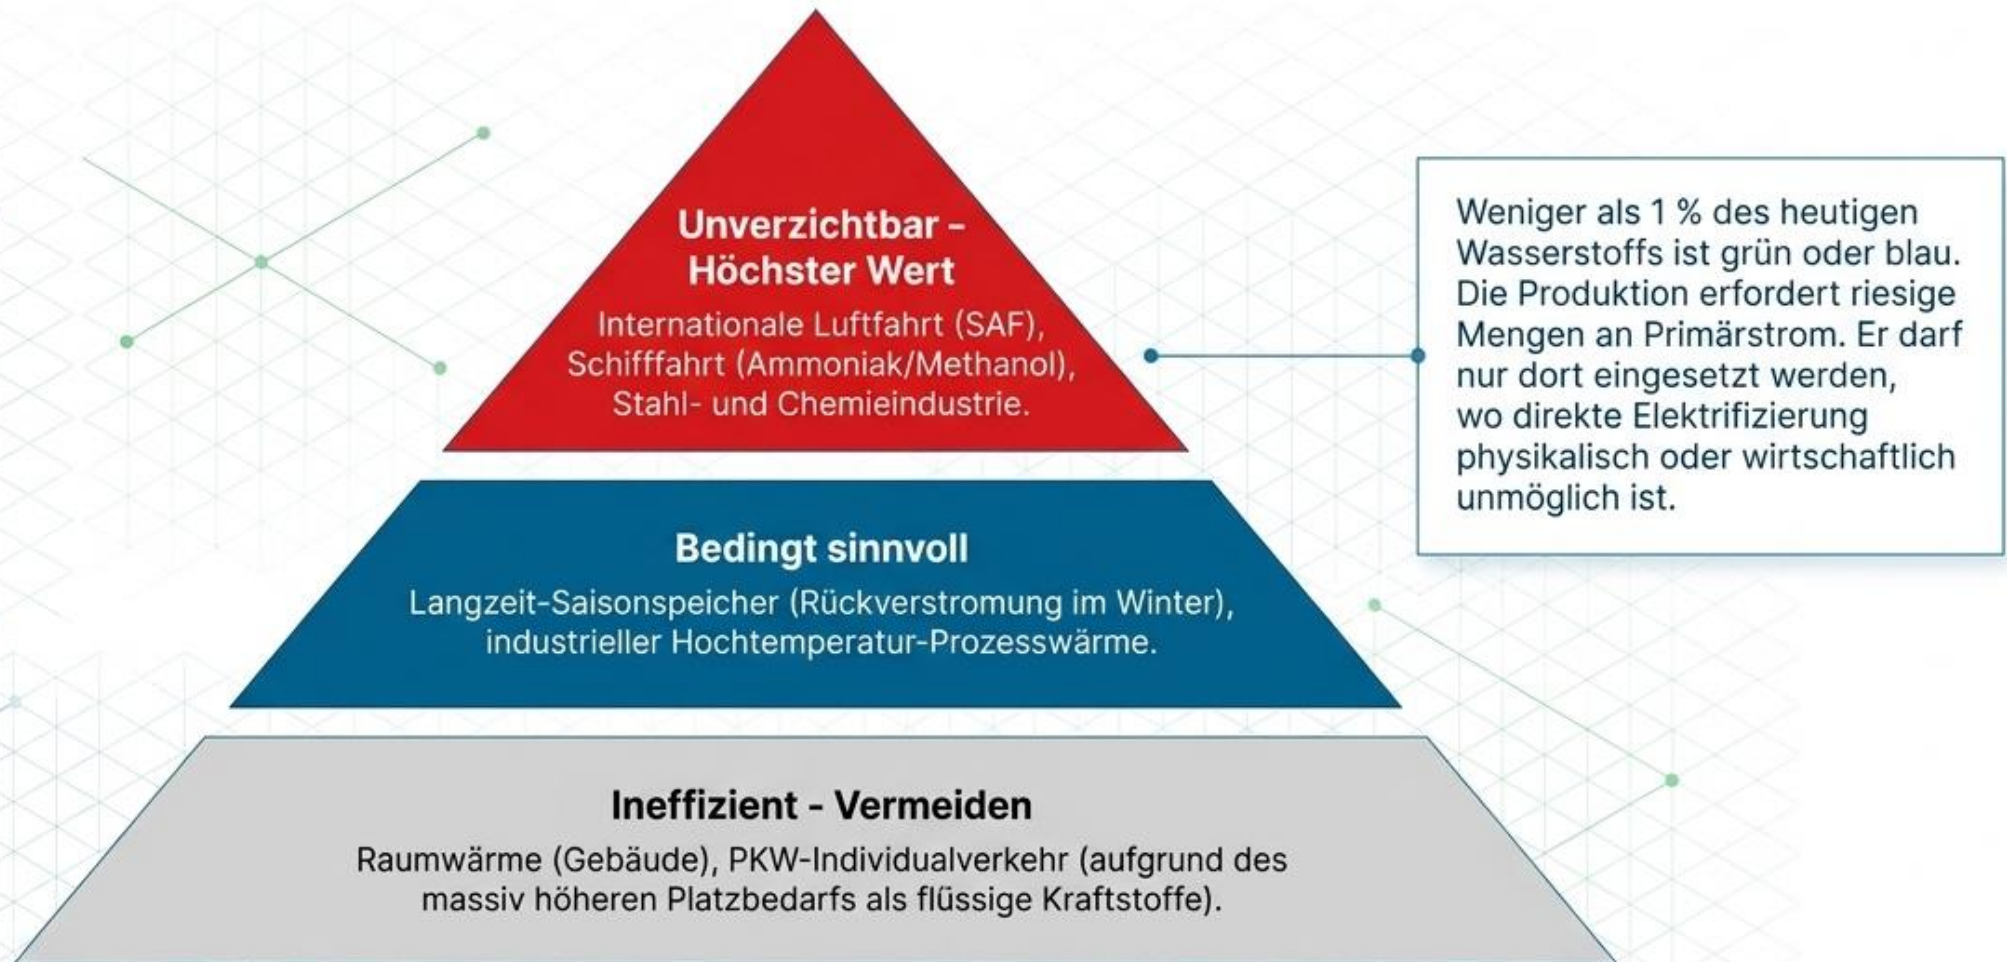 Unverzichtbar –
Höchster Wert
Internationale Luftfahrt (SAF),
Schifffahrt (Ammoniak/Methanol),
Stahl- und Chemieindustrie.
Weniger als 1 % des heutigen
Wasserstoffs ist grün oder blau.
Die Produktion erfordert riesige
Mengen an Primärstrom. Er darf
nur dort eingesetzt werden,
wo direkte Elektrifizierung
physikalisch oder wirtschaftlich
unmöglich ist.
Bedingt sinnvoll
Langzeit-Saisonspeicher (Rückverstromung im Winter),
industrieller Hochtemperatur-Prozesswärme.
Ineffizient - Vermeiden
Raumwärme (Gebäude), PKW-Individualverkehr (aufgrund des
massiv höheren Platzbedarfs als flüssige Kraftstoffe).